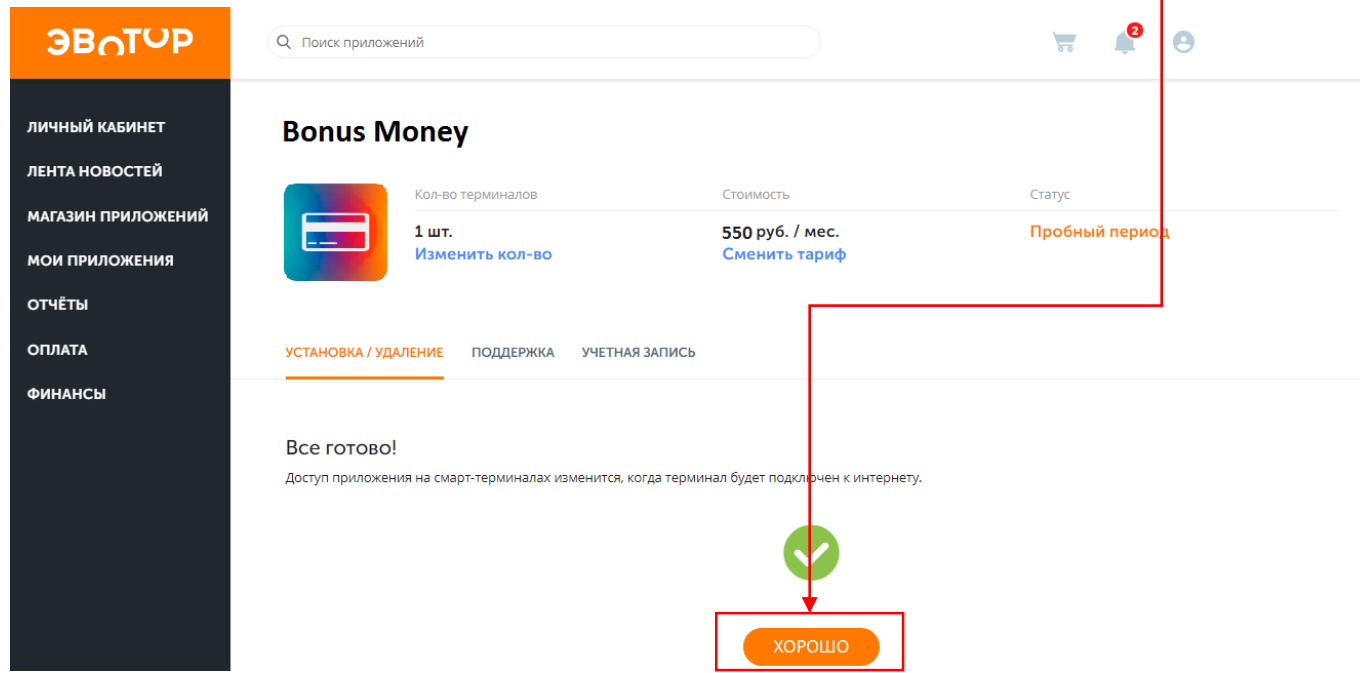 ЭВОТОР
Поиск приложений
2
ЛИЧНЫЙ КАБИНЕТ
ЛЕНТА НОВОСТЕЙ
МАГАЗИН ПРИЛОЖЕНИЙ
МОИ ПРИЛОЖЕНИЯ
ОТЧЁТЫ
ОПЛАТА
ФИНАНСЫ
Bonus Money
Кол-во терминалов Стоимость Статус
1 шт. 550 руб. / мес. Пробный период
Изменить кол-во Сменить тариф
УСТАНОВКА / УДАЛЕНИЕ ПОДДЕРЖКА УЧЕТНАЯ ЗАПИСЬ
Все готово!
Доступ приложения на смарт-терминалах изменится, когда терминал будет подключен к интернету.
ХОРОШО